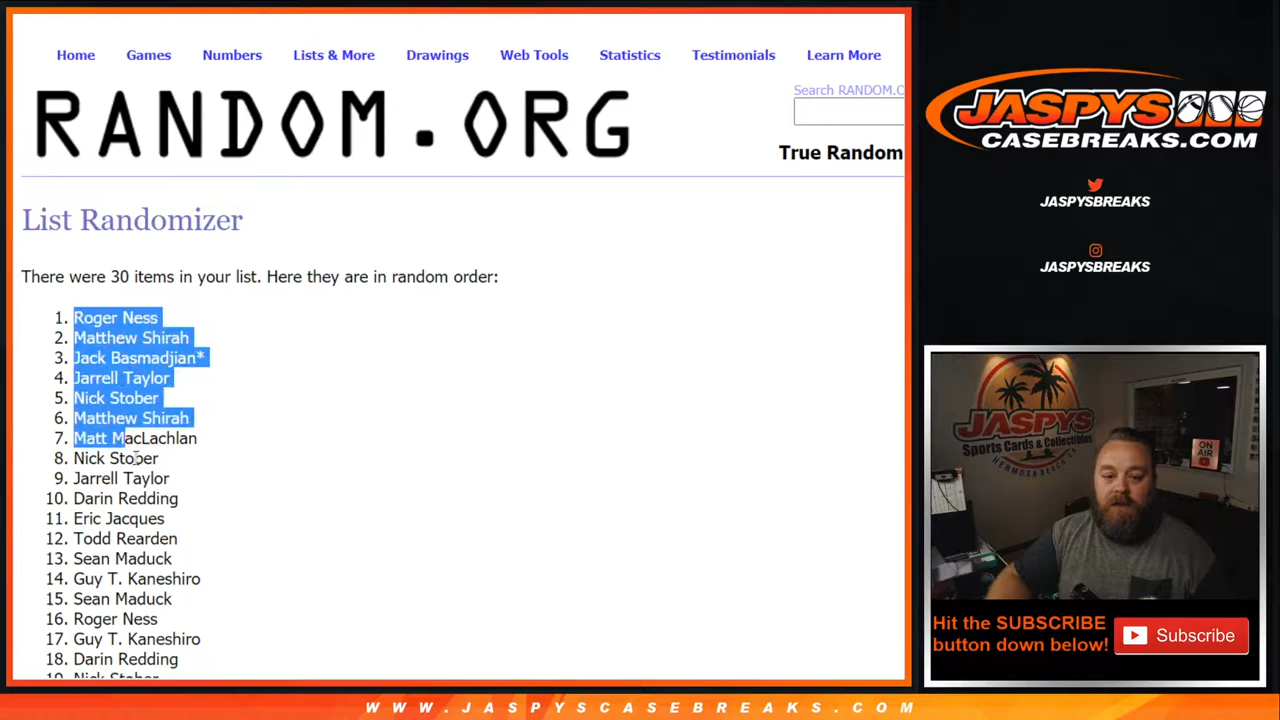 Home Games Numbers Lists & More Drawings Web Tools Statistics Testimonials Learn More
Search RANDOM.O
RANDOM.ORG
True Random
List Randomizer
There were 30 items in your list. Here they are in random order:
1. Roger Ness
2. Matthew Shirah
3. Jack Basmadjian*
4. Jarrell Taylor
5. Nick Stober
6. Matthew Shirah
7. Matt MacLachlan
8. Nick Stober
9. Jarrell Taylor
10. Darin Redding
11. Eric Jacques
12. Todd Rearden
13. Sean Maduck
14. Guy T. Kaneshiro
15. Sean Maduck
16. Roger Ness
17. Guy T. Kaneshiro
18. Darin Redding
19. Nick Stober
JASPYS
CASEBREAKS.COM
JASPYSBREAKS
JASPYSBREAKS
JASPYS
Sports Cards & Collectibles
HERMOSA BEACH, CA
ON
AIR
Hit the SUBSCRIBE
button down below!
Subscribe
WWW.JASPYSCASEBREAKS.COM